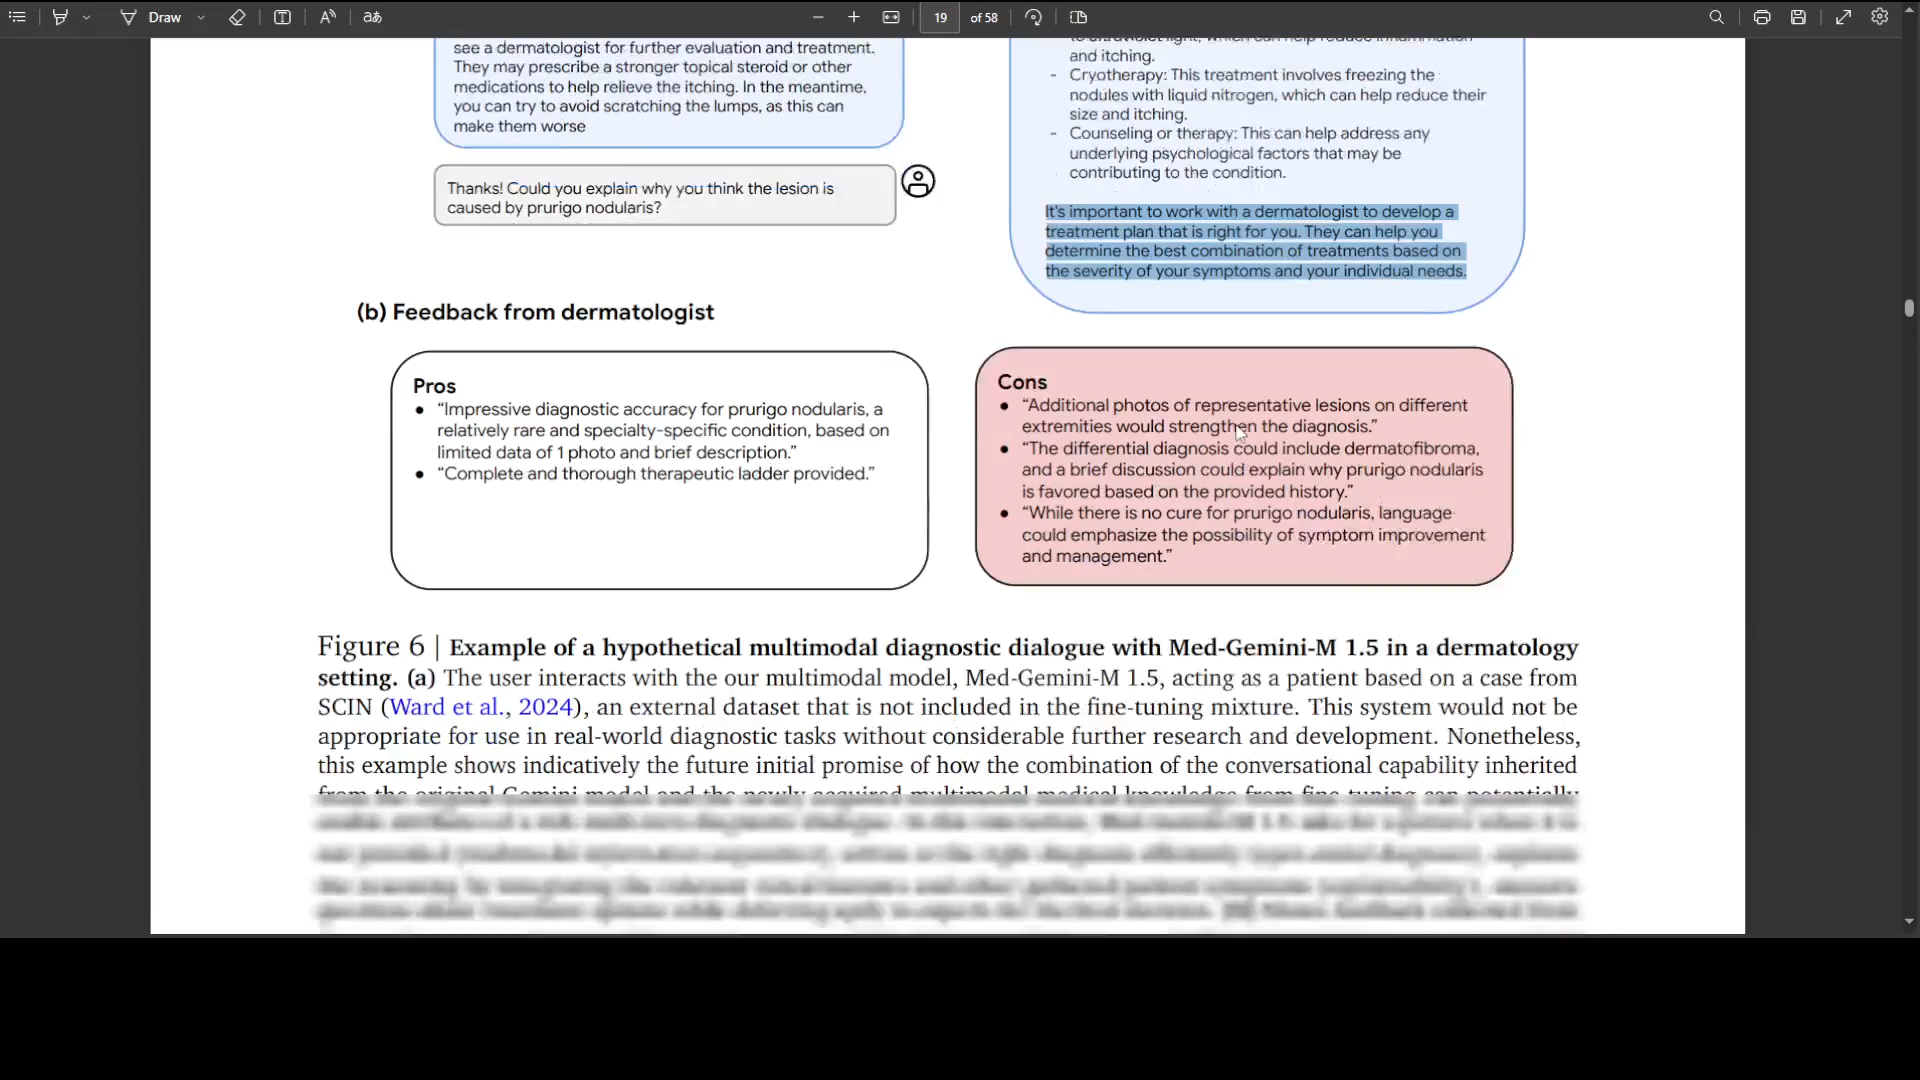 Draw
19
of 58
see a dermatologist for further evaluation and treatment.
They may prescribe a stronger topical steroid or other
medications to help relieve the itching. In the meantime,
you can try to avoid scratching the lumps, as this can
make them worse
Thanks! Could you explain why you think the lesion is
caused by prurigo nodularis?
and itching.
- Cryotherapy: This treatment involves freezing the
nodules with liquid nitrogen, which can help reduce their
size and itching.
- Counseling or therapy: This can help address any
underlying psychological factors that may be
contributing to the condition.
It's important to work with a dermatologist to develop a
treatment plan that is right for you. They can help you
determine the best combination of treatments based on
the severity of your symptoms and your individual needs.
(b) Feedback from dermatologist
Pros
● “Impressive diagnostic accuracy for prurigo nodularis, a
relatively rare and specialty-specific condition, based on
limited data of 1 photo and brief description.”
● “Complete and thorough therapeutic ladder provided.”
Cons
● “Additional photos of representative lesions on different
extremities would strengthen the diagnosis.”
● “The differential diagnosis could include dermatofibroma,
and a brief discussion could explain why prurigo nodularis
is favored based on the provided history.”
● “While there is no cure for prurigo nodularis, language
could emphasize the possibility of symptom improvement
and management.”
Figure 6 | Example of a hypothetical multimodal diagnostic dialogue with Med-Gemini-M 1.5 in a dermatology
setting. (a) The user interacts with the our multimodal model, Med-Gemini-M 1.5, acting as a patient based on a case from
SCIN (Ward et al., 2024), an external dataset that is not included in the fine-tuning mixture. This system would not be
appropriate for use in real-world diagnostic tasks without considerable further research and development. Nonetheless,
this example shows indicatively the future initial promise of how the combination of the conversational capability inherited